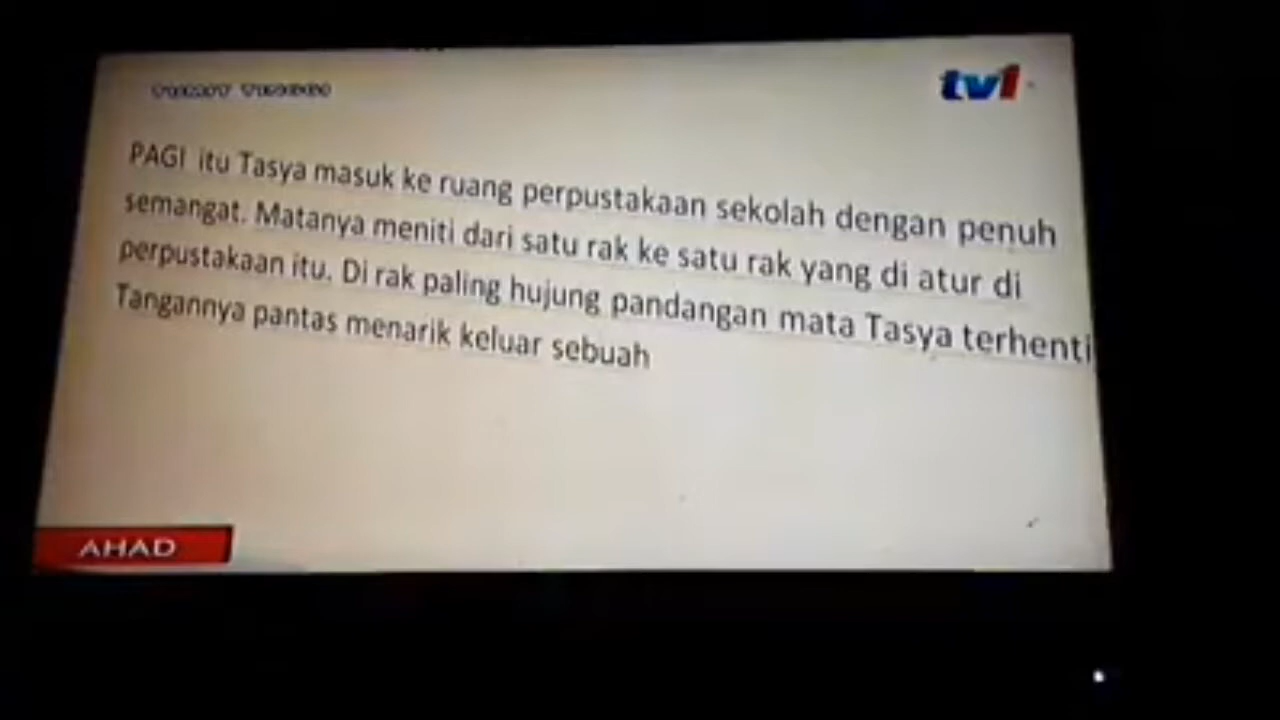 tv1
PAGI itu Tasya masuk ke ruang perpustakaan sekolah dengan penuh
semangat. Matanya meniti dari satu rak ke satu rak yang di atur di
perpustakaan itu. Di rak paling hujung pandangan mata Tasya terhenti
Tangannya pantas menarik keluar sebuah
AHAD